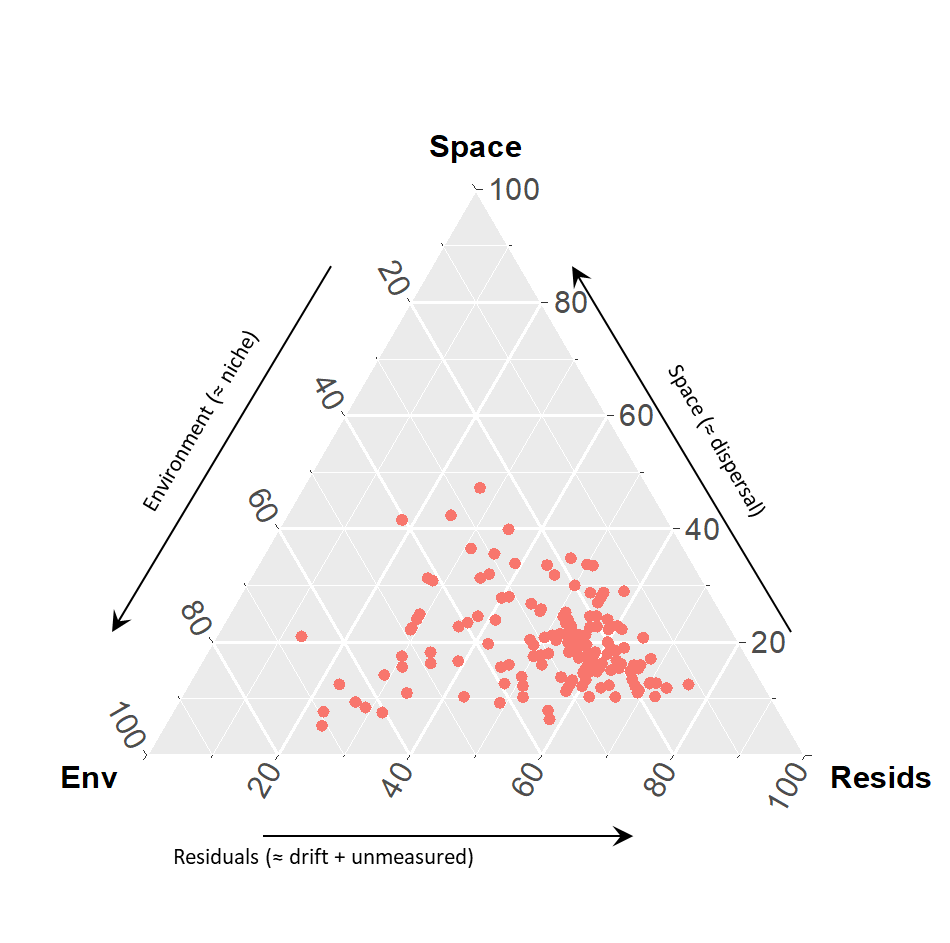 Space
100
20
80
Environment (≈ niche)
Space (≈ dispersal)
40
60
60
40
80
20
100
Env
20
40
60
80
100
Resids
Residuals (≈ drift + unmeasured)